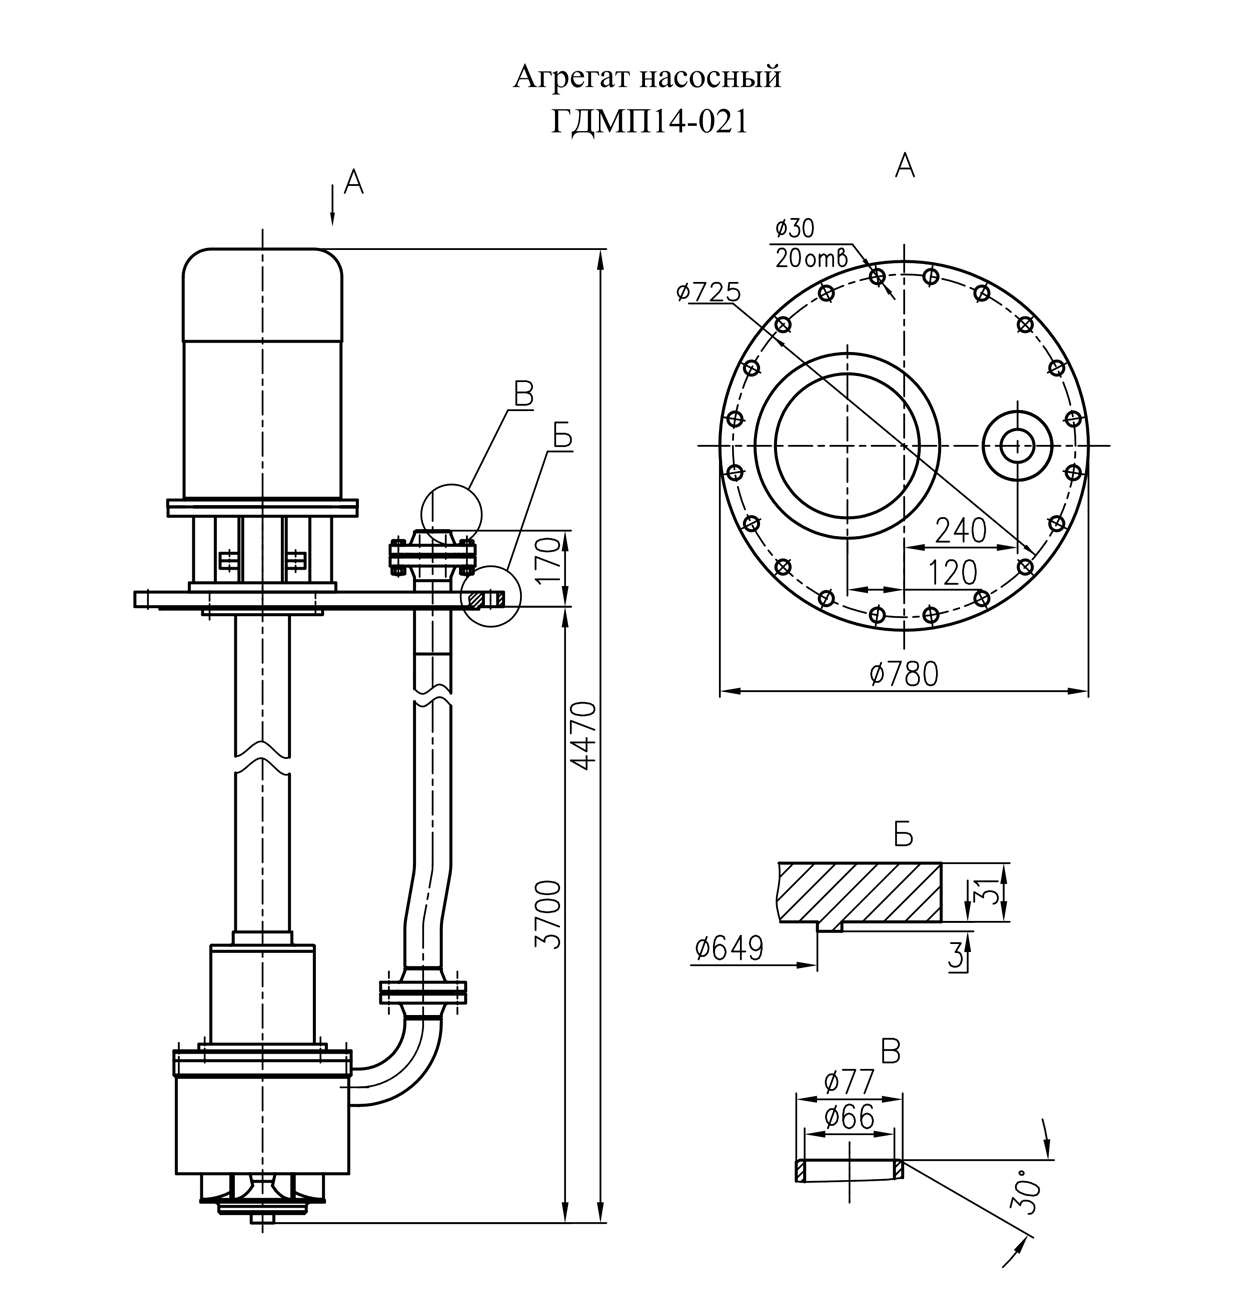 Агрегат насосный
ГДМП14-021
А
В
Б
170
4470
3700
А
ø30
20отв
ø725
240
120
ø780
Б
31
3
ø649
В
ø77
ø66
30°